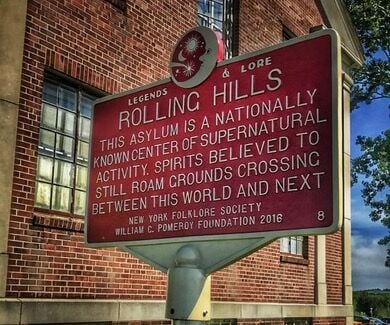 LEGENDS & LORE
ROLLING HILLS
THIS ASYLUM IS A NATIONALLY
KNOWN CENTER OF SUPERNATURAL
ACTIVITY. SPIRITS BELIEVED TO
STILL ROAM GROUNDS CROSSING
BETWEEN THIS WORLD AND NEXT
NEW YORK FOLKLORE SOCIETY
WILLIAM C. POMEROY FOUNDATION 2016 8